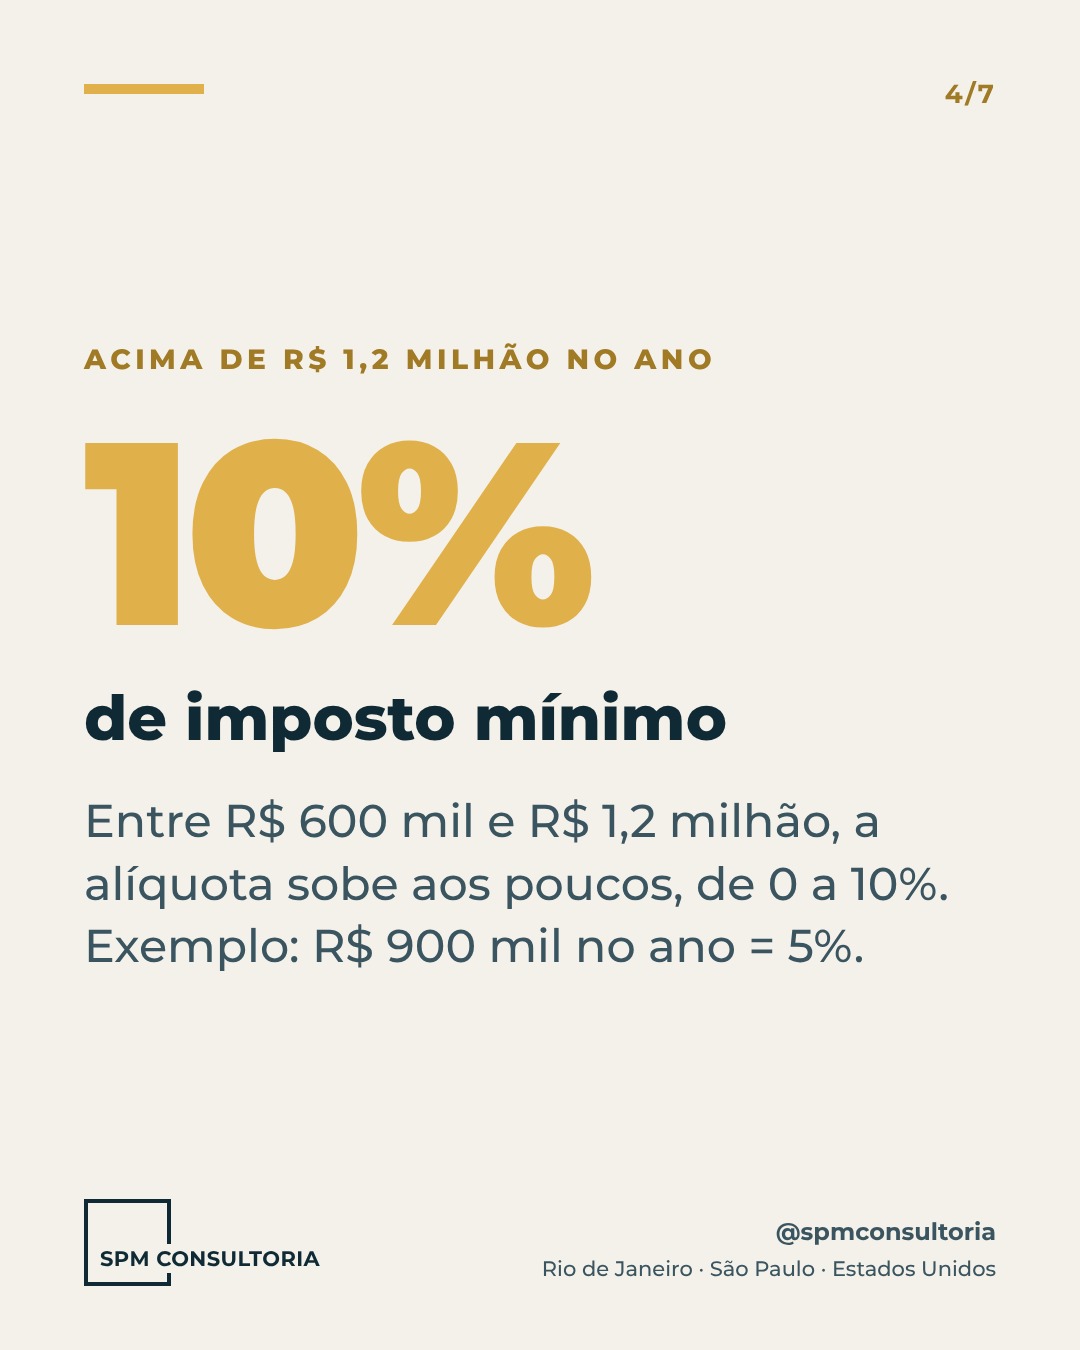 4/7
ACIMA DE R$ 1,2 MILHÃO NO ANO
10%
de imposto mínimo
Entre R$ 600 mil e R$ 1,2 milhão, a
alíquota sobe aos poucos, de 0 a 10%.
Exemplo: R$ 900 mil no ano = 5%.
SPM CONSULTORIA
@spmconsultoria
Rio de Janeiro · São Paulo · Estados Unidos